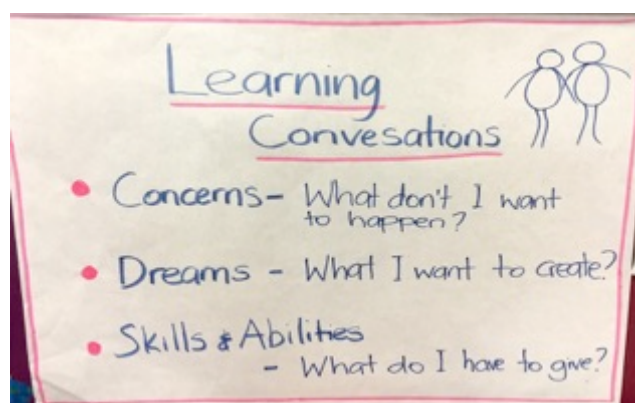 Learning
Convesations
Concerns- What don't I want
to happen?
Dreams - What I want to create?
Skills & Abilities
- What do I have to give?